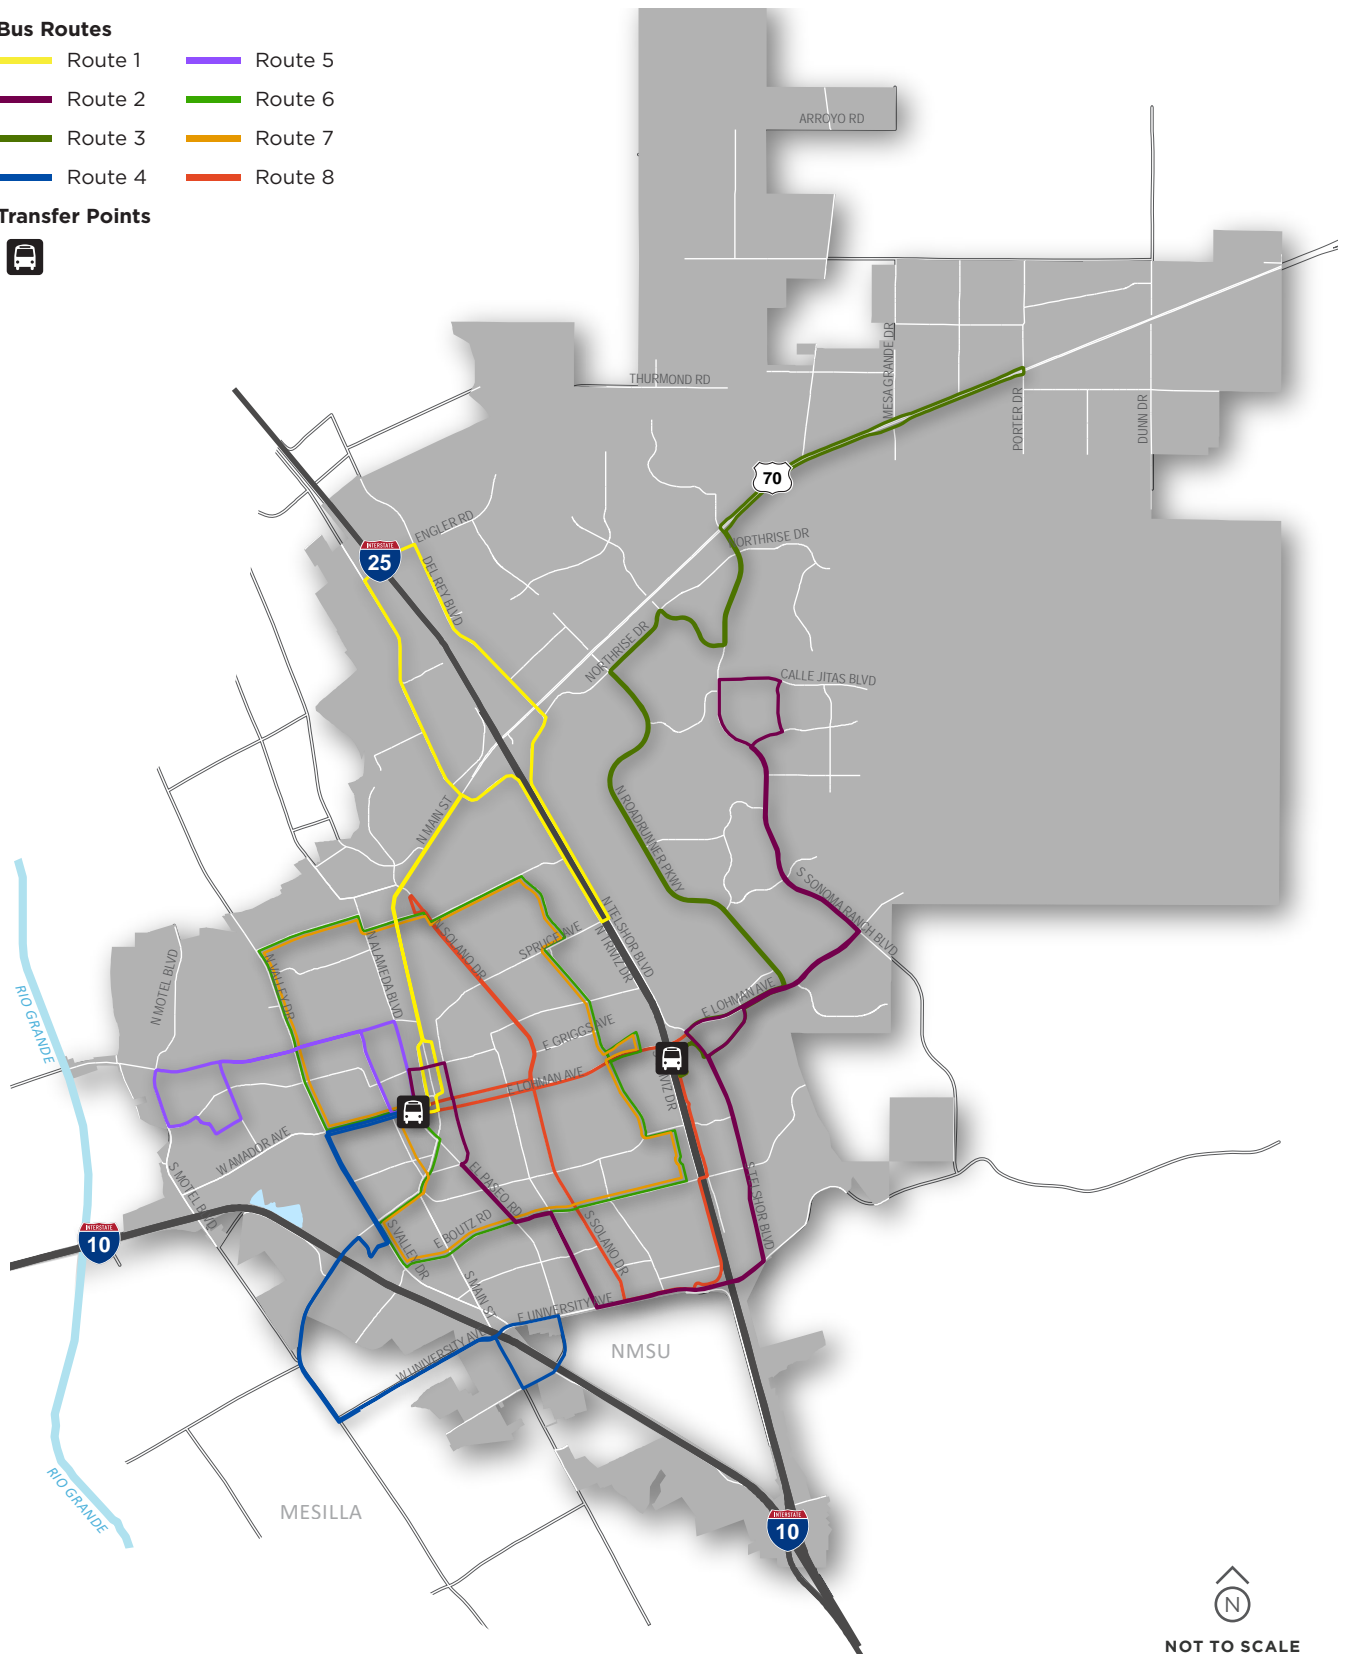 Bus Routes
Route 1
Route 5
Route 2
Route 6
Route 3
Route 7
Route 4
Route 8
Transfer Points
ARROYO RD
MESA GRANDE DR
THURMOND RD
PORTER DR
DUNN DR
70
ENGLER RD
NORTHRISE DR
INTERSTATE
25
DEL REY BLVD
NORTHRISE DR
CALLE JITAS BLVD
N MAIN ST
N ROADRUNNER PKWY
S SONOMA RANCH BLVD
N TELSHOR BLVD
N TRIVIZ DR
SPRUCE AVE
N SOLANO DR
N ALAMEDA BLVD
N VALLEY DR
N MOTEL BLVD
RIO GRANDE
E LOHMAN AVE
E GRIGGS AVE
E LOHMAN AVE
VIZ DR
W AMADOR AVE
S MOTEL BLVD
EL PASEO RD
S TELSHOR BLVD
E BOUTZ RD
S VALLEY DR
S SOLANO DR
S MAIN ST
INTERSTATE
10
E UNIVERSITY AVE
W UNIVERSITY AVE
NMSU
RIO GRANDE
MESILLA
INTERSTATE
10
N
NOT TO SCALE